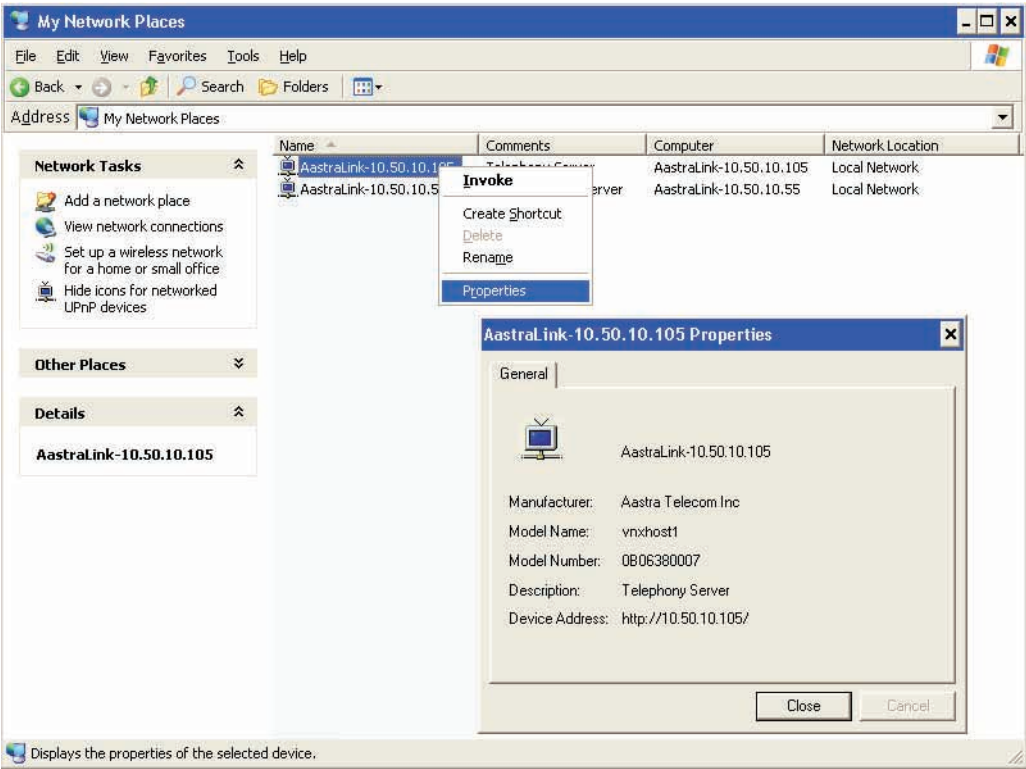 My Network Places
File Edit View Favorites Tools Help
Back Search Folders
Address My Network Places
Network Tasks
Add a network place
View network connections
Set up a wireless network
for a home or small office
Hide icons for networked
UPnP devices
Other Places
Details
AastraLink-10.50.10.105
Name Comments Computer Network Location
AastraLink-10.50.10.105 Telephony Server AastraLink-10.50.10.105 Local Network
AastraLink-10.50.10.5 erver AastraLink-10.50.10.55 Local Network
Invoke
Create Shortcut
Delete
Rename
Properties
AastraLink-10.50.10.105 Properties
General
AastraLink-10.50.10.105
Manufacturer: Aastra Telecom Inc
Model Name: vnxhost1
Model Number: 0B06380007
Description: Telephony Server
Device Address: http://10.50.10.105/
Close Cancel
Displays the properties of the selected device.